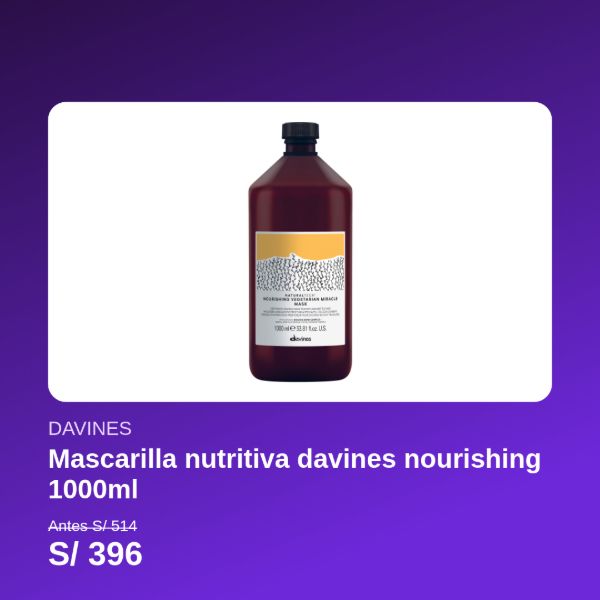 NATURALTECH
NOURISHING VEGETARIAN MIRACLE
MASK
1000 ml ℮ 33.81 fl.oz. U.S.
davines
DAVINES
Mascarilla nutritiva davines nourishing
1000ml
Antes S/ 514
S/ 396